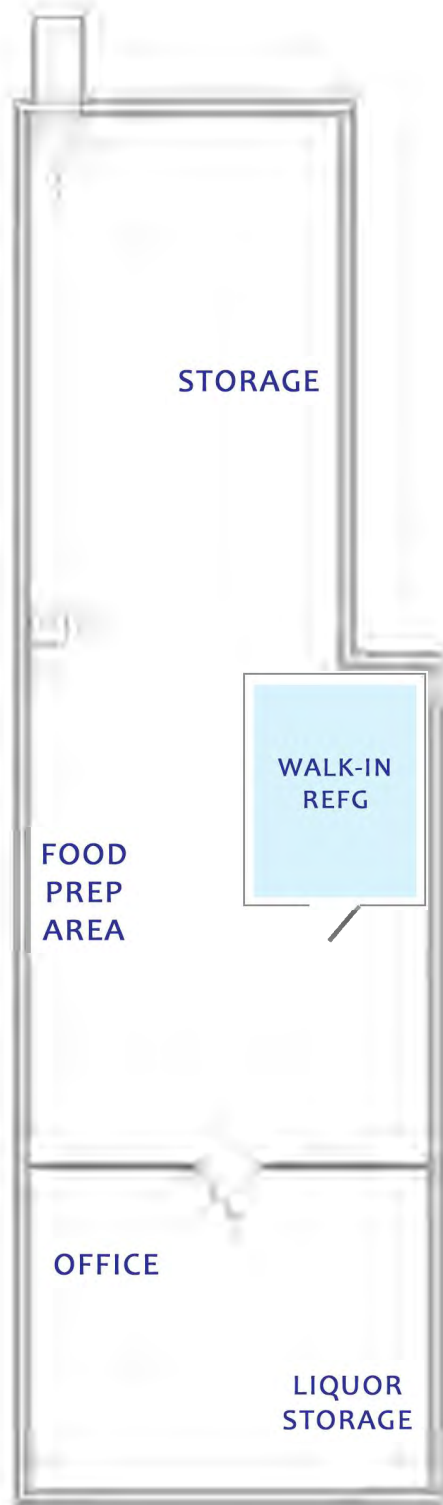 STORAGE
WALK-IN
REFG
FOOD
PREP
AREA
OFFICE
LIQUOR
STORAGE